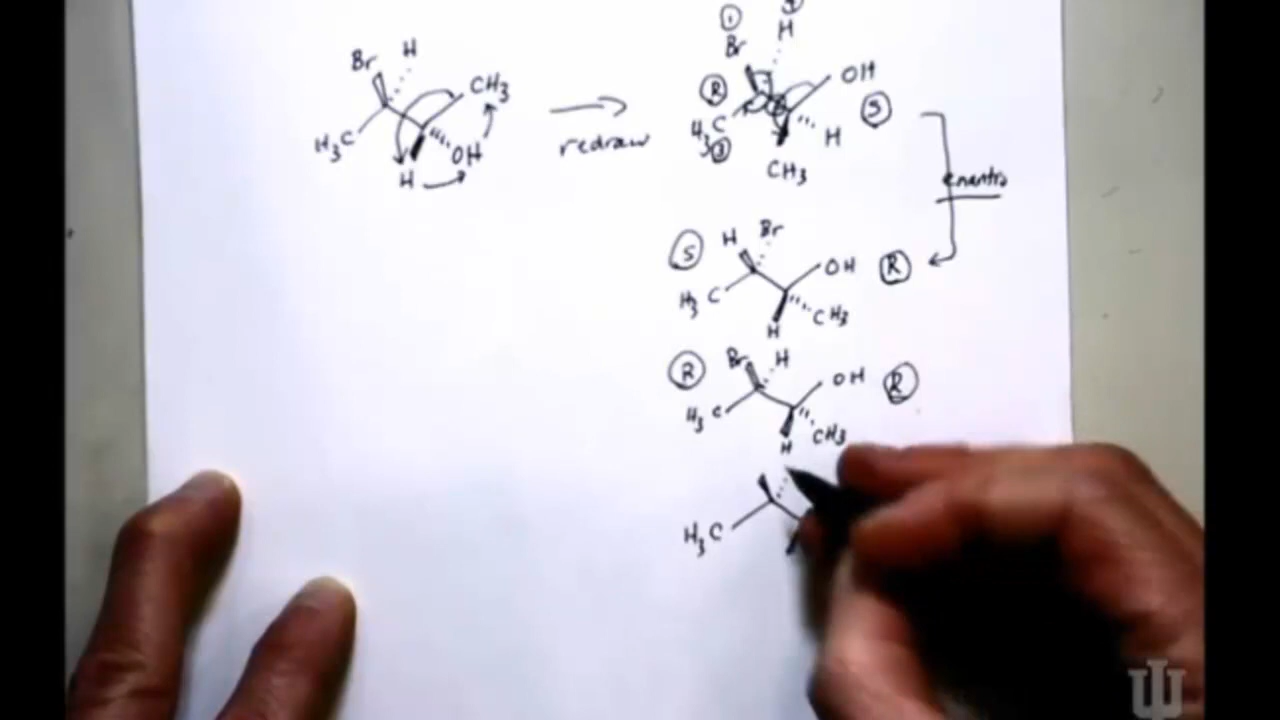 Br H
CH3
H3C
OH
H
redraw
1 4
Br H
R OH
H3C S
3 H
CH3
enantio
S H Br
OH R
H3C CH3
H
R Br H
OH R
H3C CH3
H
H3C